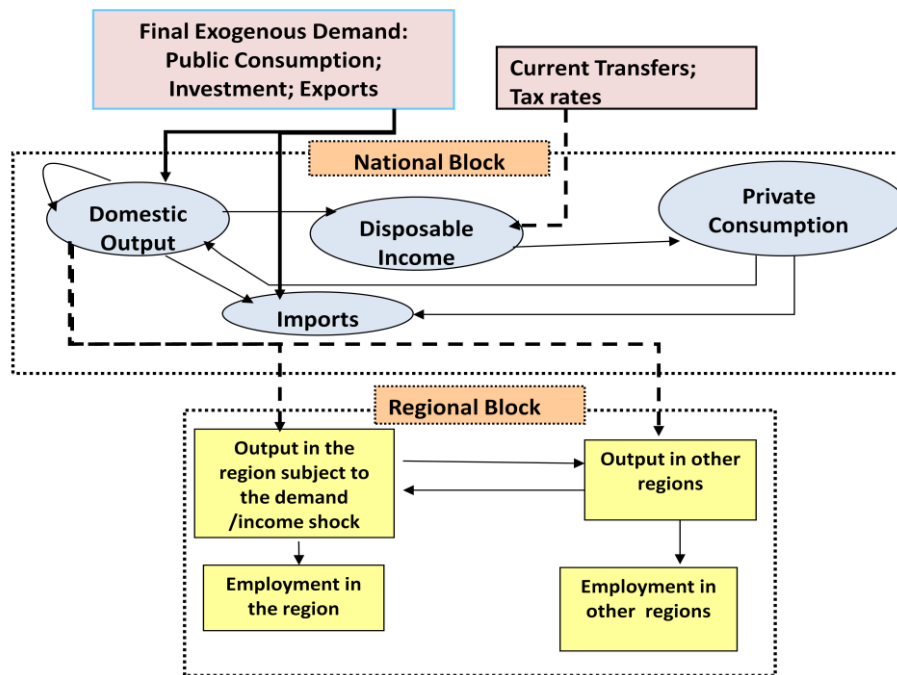 Final Exogenous Demand:
Public Consumption;
Investment; Exports
Current Transfers;
Tax rates
National Block
Domestic
Output
Disposable
Income
Private
Consumption
Imports
Regional Block
Output in the
region subject to
the demand
/income shock
Output in other
regions
Employment in
the region
Employment in
other regions